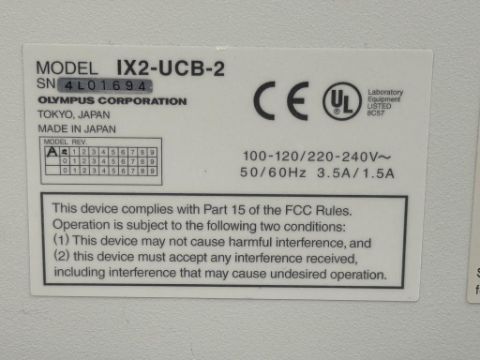 MODEL IX2-UCB-2
SN 4L01694
OLYMPUS CORPORATION
TOKYO, JAPAN
MADE IN JAPAN
CE
UL
Laboratory
Equipment
LISTED
8C57
MODEL REV.
A 1 2 3 4 5 6 7 8 9
0 1 2 3 4 5 6 7 8 9
0 1 2 3 4 5 6 7 8 9
100-120/220-240V~
50/60Hz 3.5A/1.5A
This device complies with Part 15 of the FCC Rules.
Operation is subject to the following two conditions:
(1) This device may not cause harmful interference, and
(2) this device must accept any interference received,
including interference that may cause undesired operation.